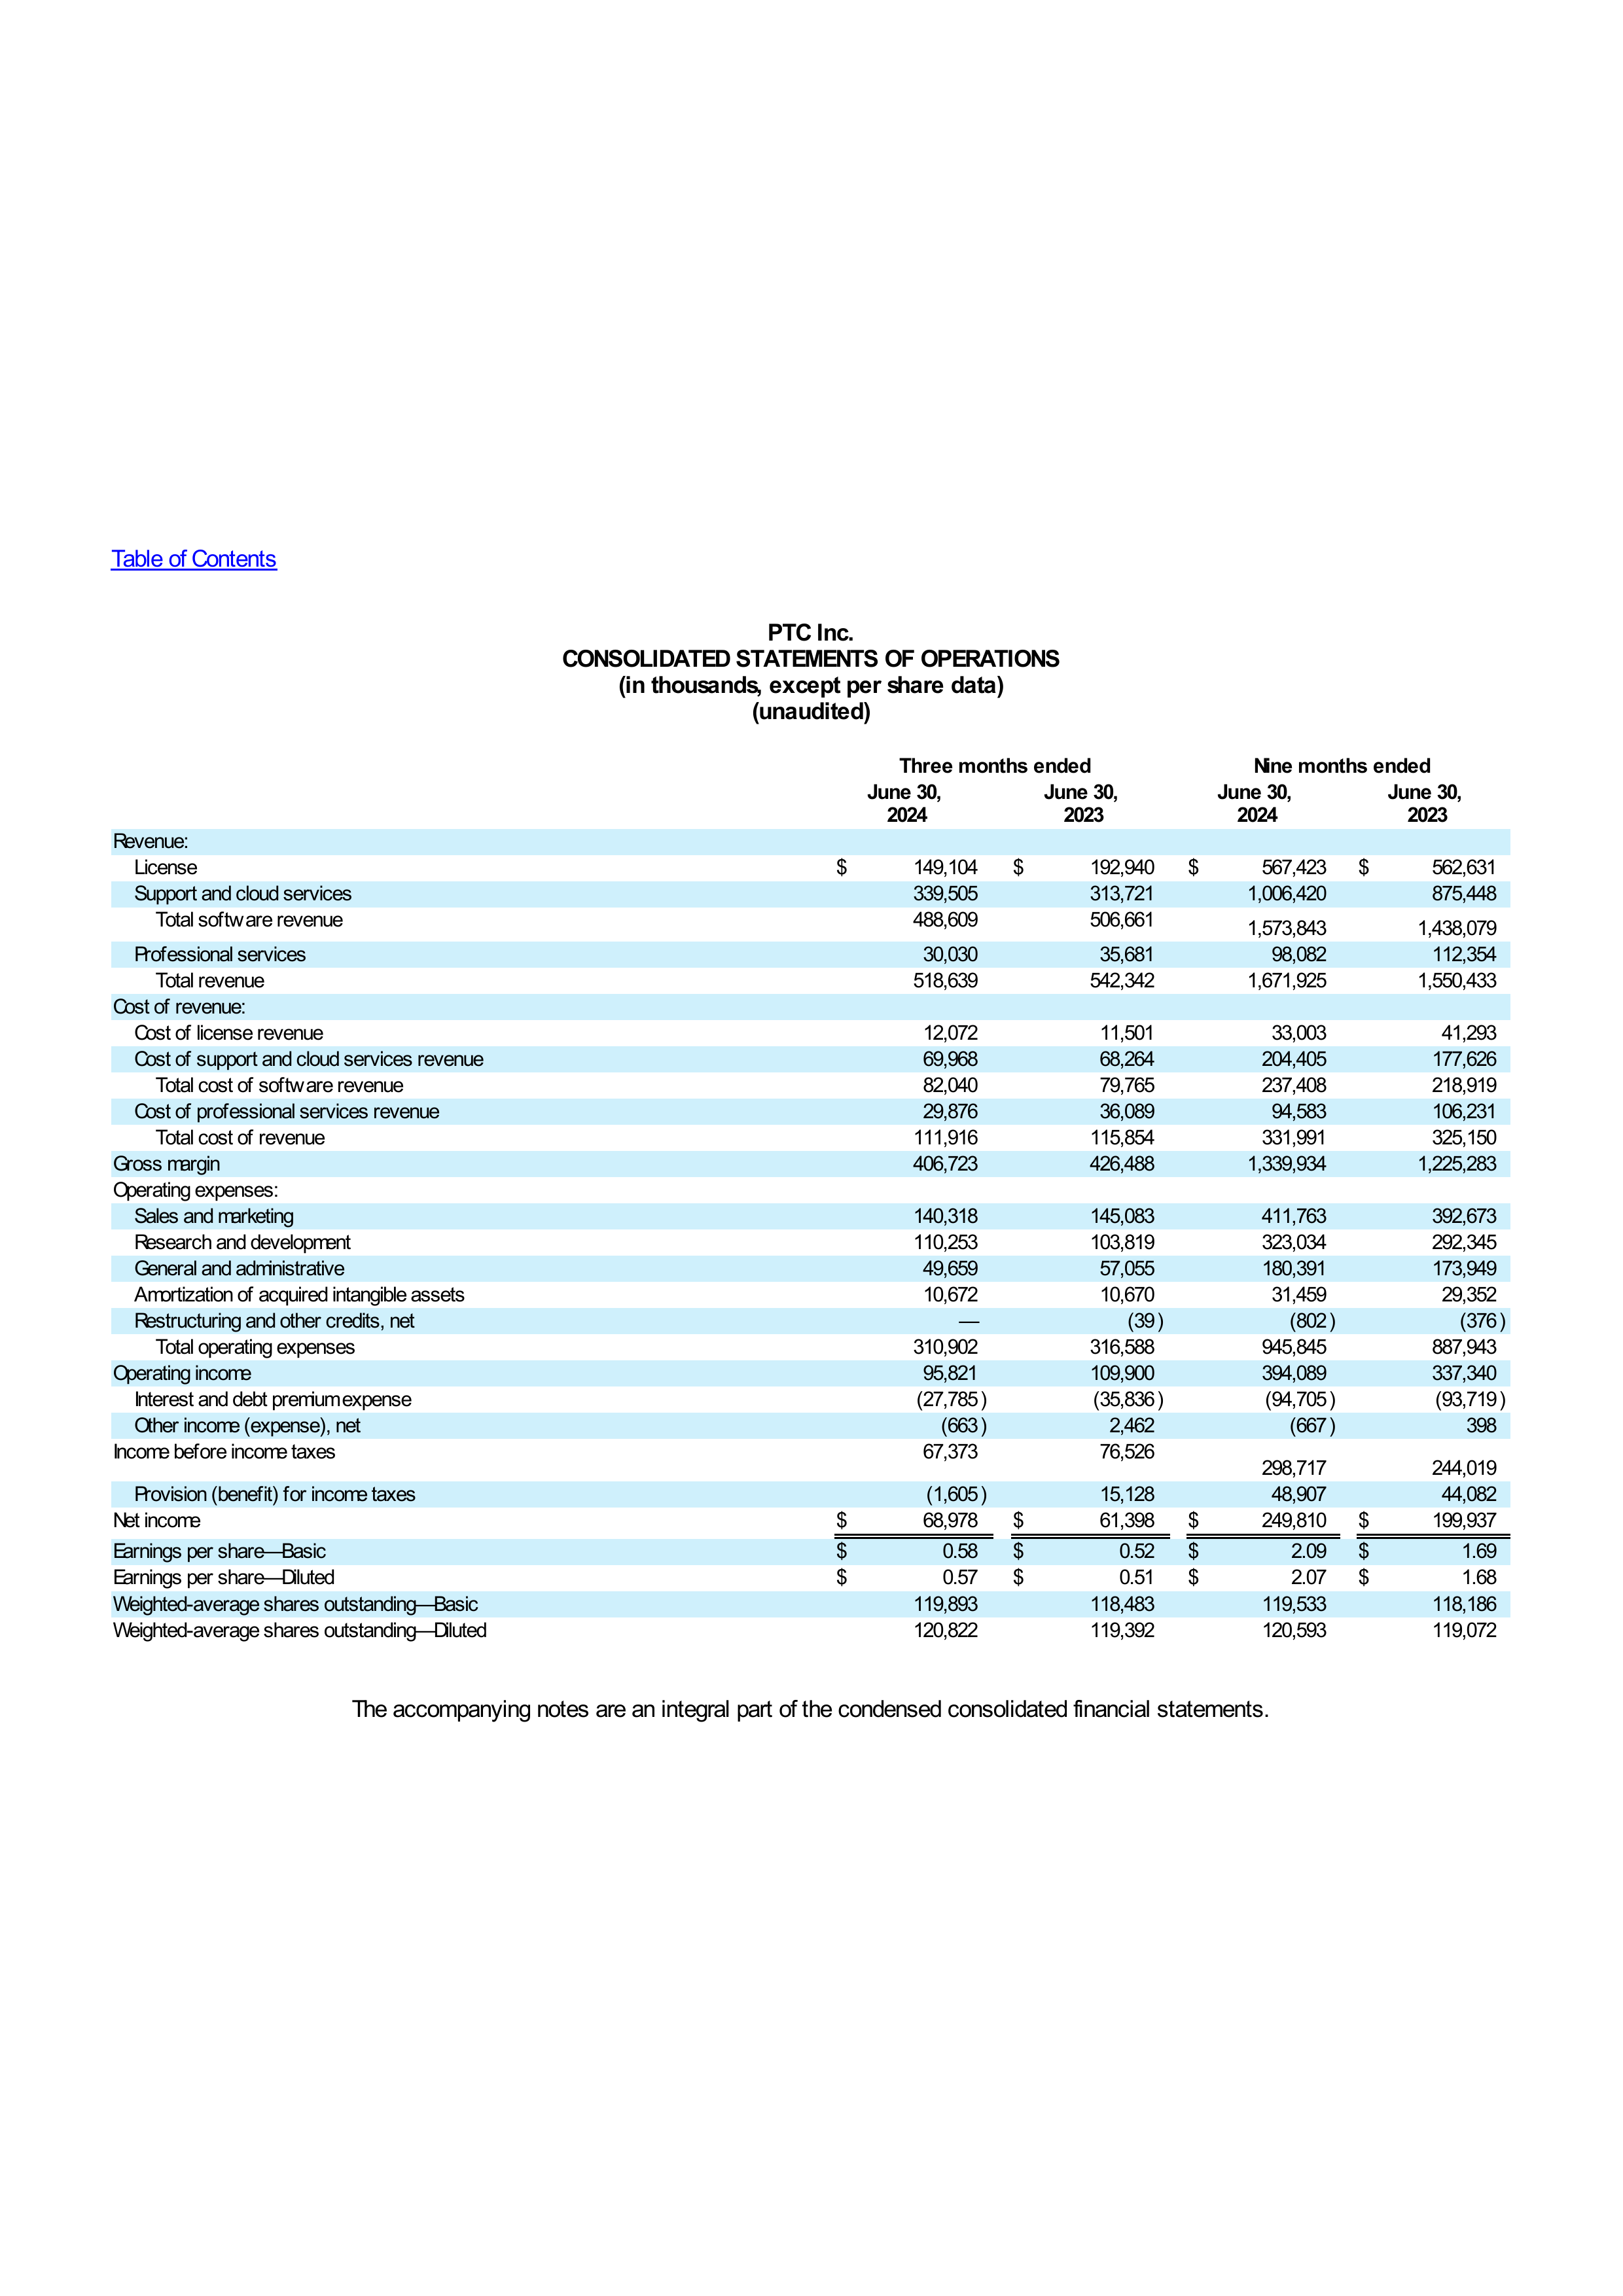 Table of Contents
PTC Inc.
CONSOLIDATED STATEMENTS OF OPERATIONS
(in thousands, except per share data)
(unaudited)
Three months ended Nine months ended
June 30, June 30, June 30, June 30,
2024 2023 2024 2023
Revenue:
License $ 149,104 $ 192,940 $ 567,423 $ 562,631
Support and cloud services 339,505 313,721 1,006,420 875,448
Total software revenue 488,609 506,661 1,573,843 1,438,079
Professional services 30,030 35,681 98,082 112,354
Total revenue 518,639 542,342 1,671,925 1,550,433
Cost of revenue:
Cost of license revenue 12,072 11,501 33,003 41,293
Cost of support and cloud services revenue 69,968 68,264 204,405 177,626
Total cost of software revenue 82,040 79,765 237,408 218,919
Cost of professional services revenue 29,876 36,089 94,583 106,231
Total cost of revenue 111,916 115,854 331,991 325,150
Gross margin 406,723 426,488 1,339,934 1,225,283
Operating expenses:
Sales and marketing 140,318 145,083 411,763 392,673
Research and development 110,253 103,819 323,034 292,345
General and administrative 49,659 57,055 180,391 173,949
Amortization of acquired intangible assets 10,672 10,670 31,459 29,352
Restructuring and other credits, net — (39) (802) (376)
Total operating expenses 310,902 316,588 945,845 887,943
Operating income 95,821 109,900 394,089 337,340
Interest and debt premium expense (27,785) (35,836) (94,705) (93,719)
Other income (expense), net (663) 2,462 (667) 398
Income before income taxes 67,373 76,526 298,717 244,019
Provision (benefit) for income taxes (1,605) 15,128 48,907 44,082
Net income $ 68,978 $ 61,398 $ 249,810 $ 199,937
Earnings per share—Basic $ 0.58 $ 0.52 $ 2.09 $ 1.69
Earnings per share—Diluted $ 0.57 $ 0.51 $ 2.07 $ 1.68
Weighted-average shares outstanding—Basic 119,893 118,483 119,533 118,186
Weighted-average shares outstanding—Diluted 120,822 119,392 120,593 119,072
The accompanying notes are an integral part of the condensed consolidated financial statements.